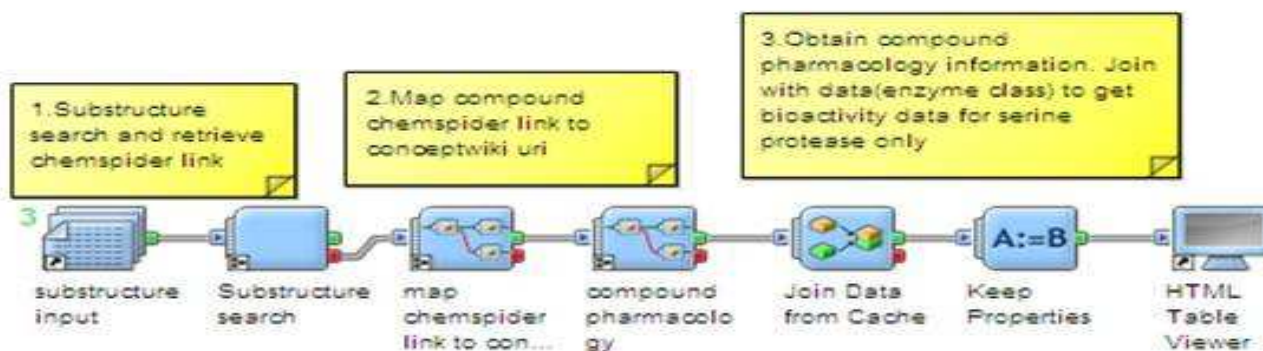 1.Substructure
search and retrieve
chemspider link
2.Map compound
chemspider link to
conceptwiki uri
3.Obtain compound
pharmacology information. Join
with data(enzyme class) to get
bioactivity data for serine
protease only
3
A:=B
substructure
input
Substructure
search
map
chemspider
link to con...
compound
pharmacolo
gy
Join Data
from Cache
Keep
Properties
HTML
Table
Viewer